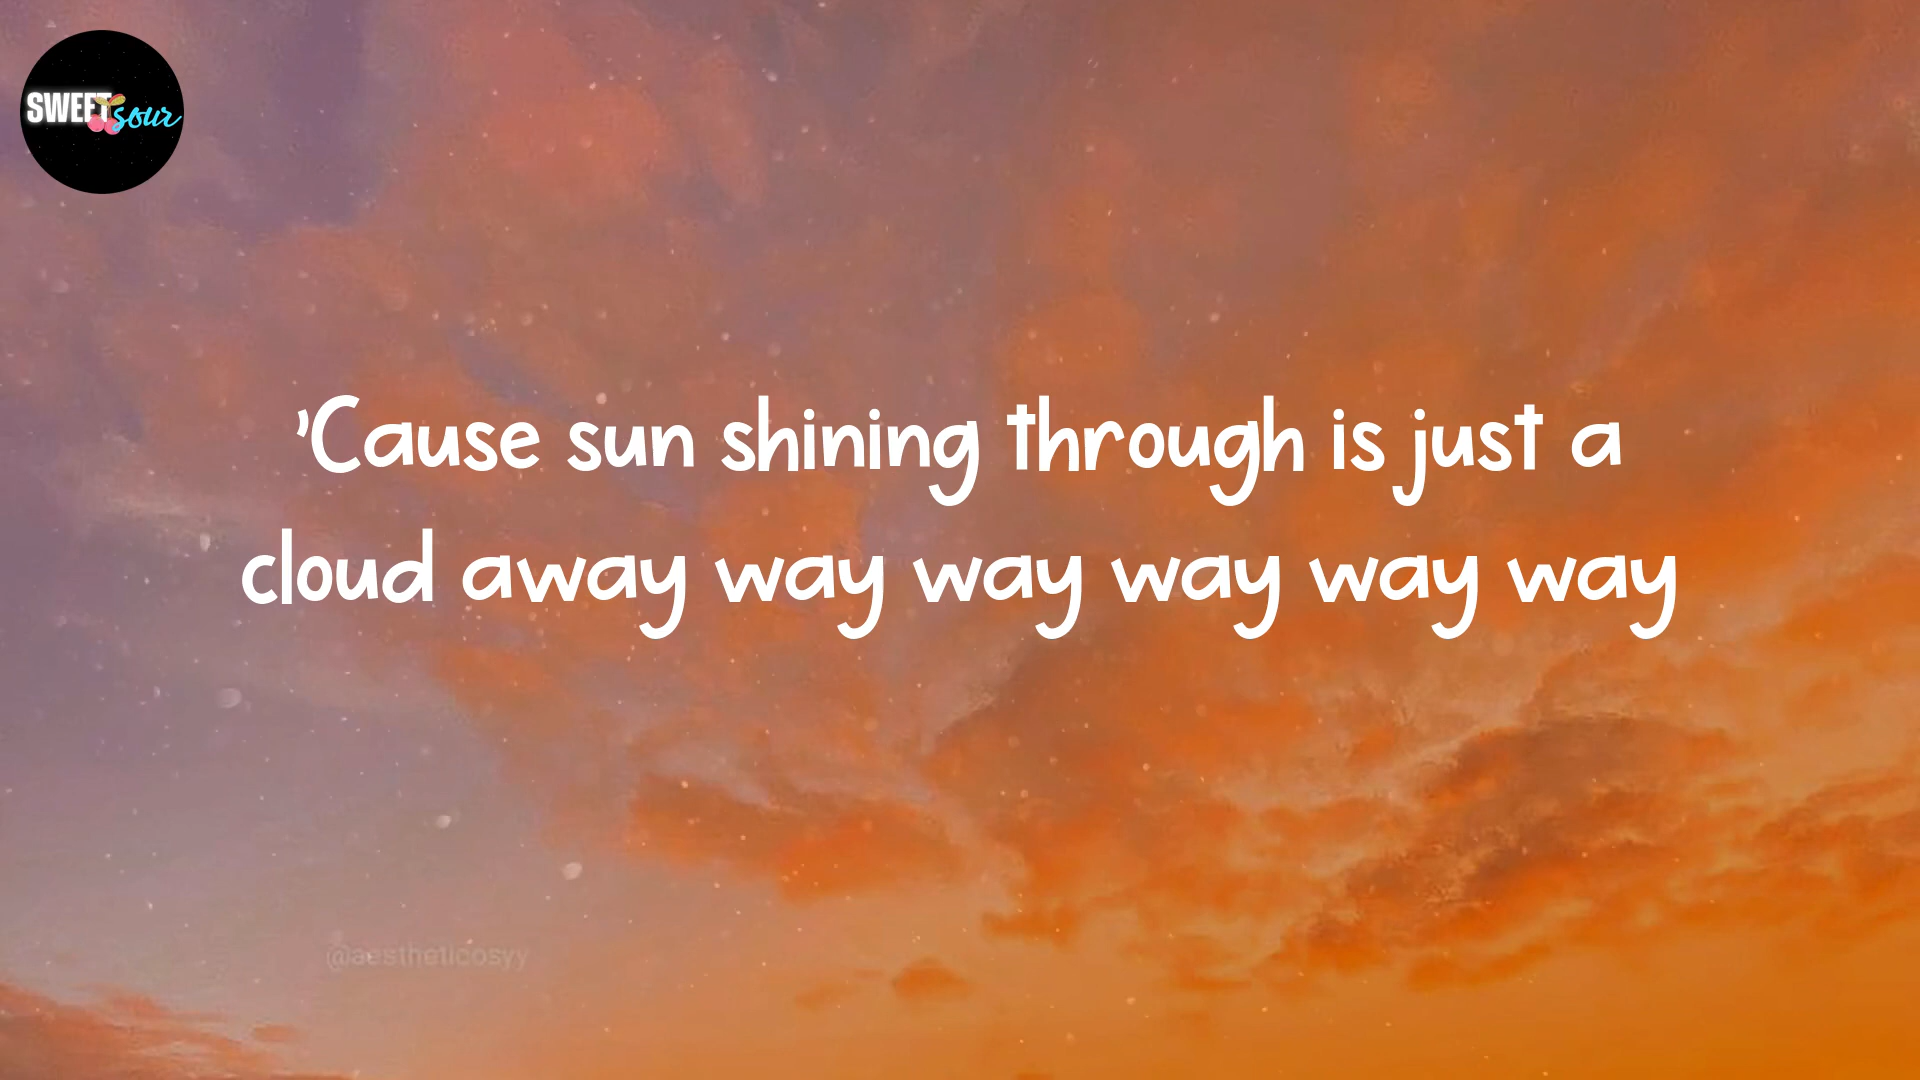 SWEET sour
'Cause sun shining through is just a
cloud away way way way way way
@aestheticosyy